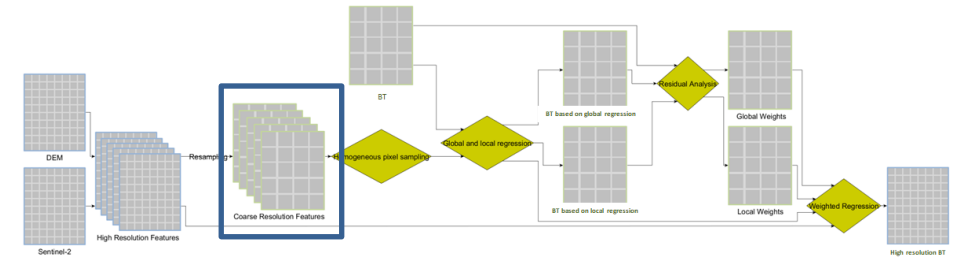 BT
DEM
Sentinel-2
High Resolution Features
Resampling
Coarse Resolution Features
Homogeneous pixel sampling
Global and local regression
BT based on global regression
BT based on local regression
Residual Analysis
Global Weights
Local Weights
Weighted Regression
High resolution BT